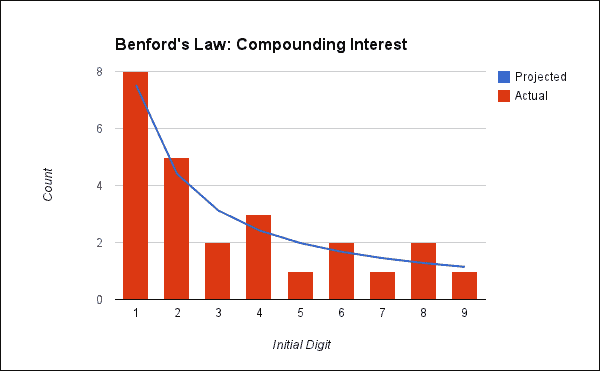 Benford's Law: Compounding Interest
Projected
Actual
8
6
4
2
0
Count
1 2 3 4 5 6 7 8 9
Initial Digit